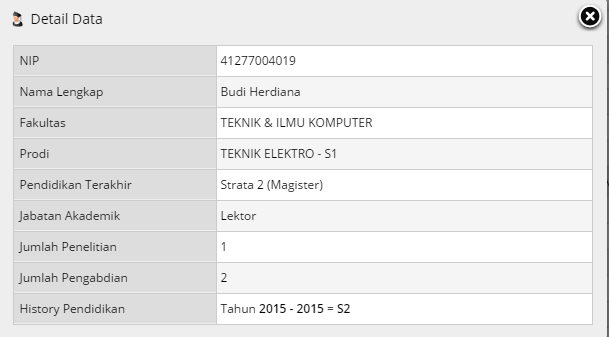 Detail Data
NIP 41277004019
Nama Lengkap Budi Herdiana
Fakultas TEKNIK & ILMU KOMPUTER
Prodi TEKNIK ELEKTRO - S1
Pendidikan Terakhir Strata 2 (Magister)
Jabatan Akademik Lektor
Jumlah Penelitian 1
Jumlah Pengabdian 2
History Pendidikan Tahun 2015 - 2015 = S2